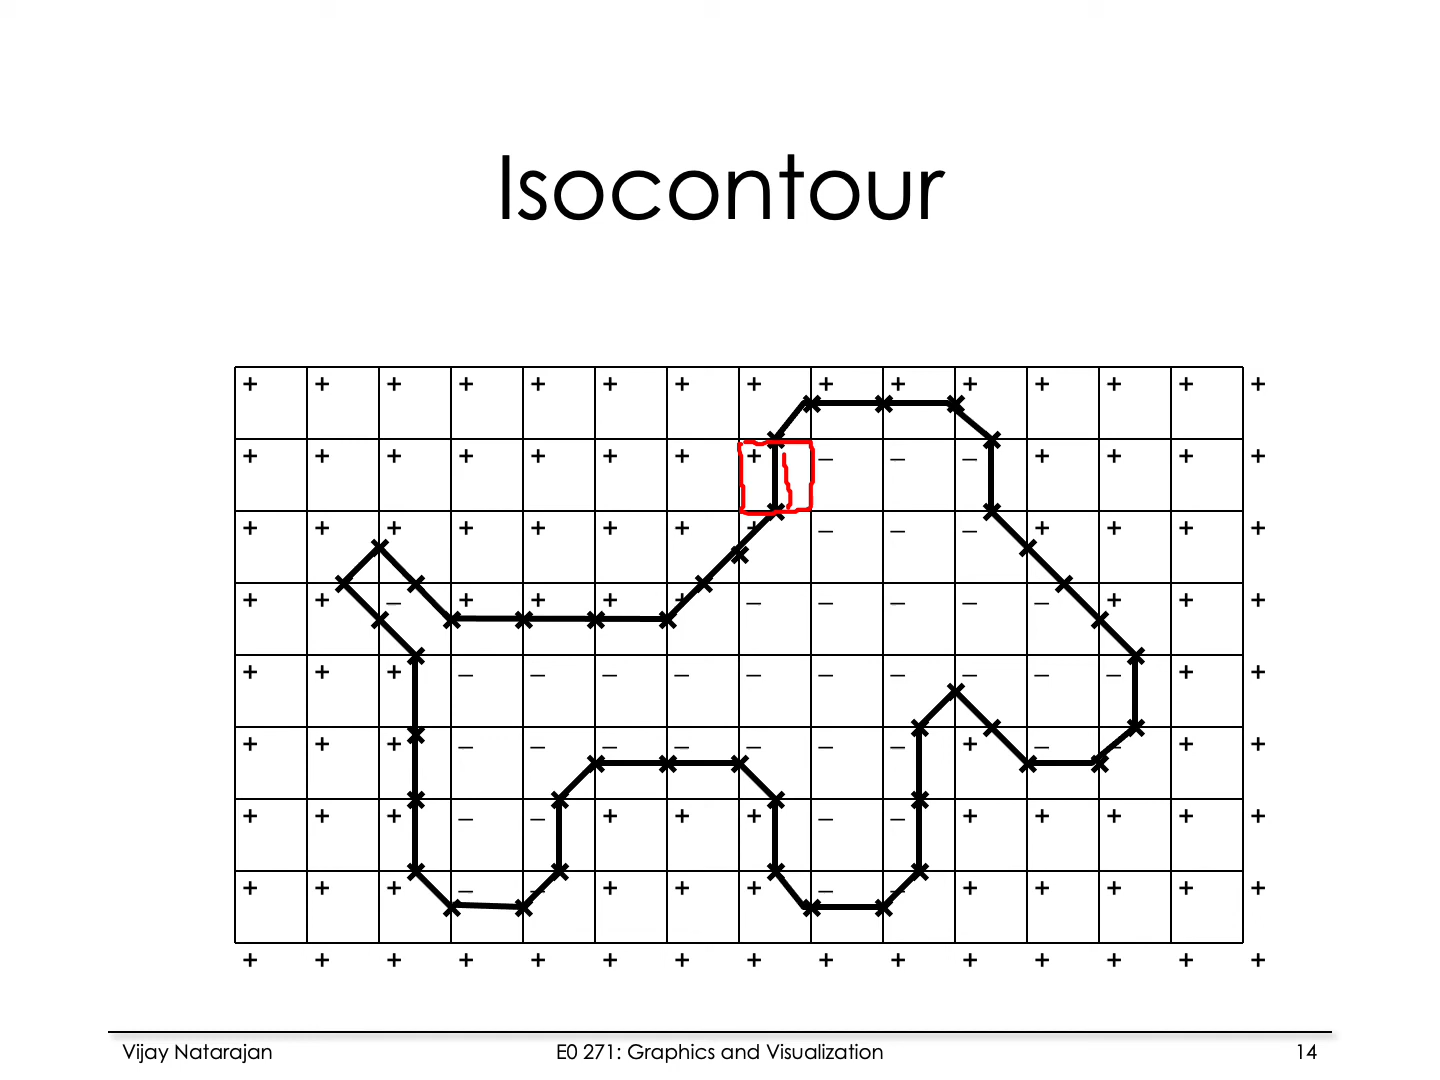 Isocontour
+ + + + + + + + + + + + + + +
+ + + + + + + + – – – + + + +
+ + + + + + + + – – – + + + +
+ + – + + + + – – – – – + + +
+ + + – – – – – – – – – – + +
+ + + – – – – – – – + – – + +
+ + + – – + + + – – + + + + +
+ + + – – + + + – – + + + + +
+ + + + + + + + + + + + + + +
Vijay Natarajan
E0 271: Graphics and Visualization
14